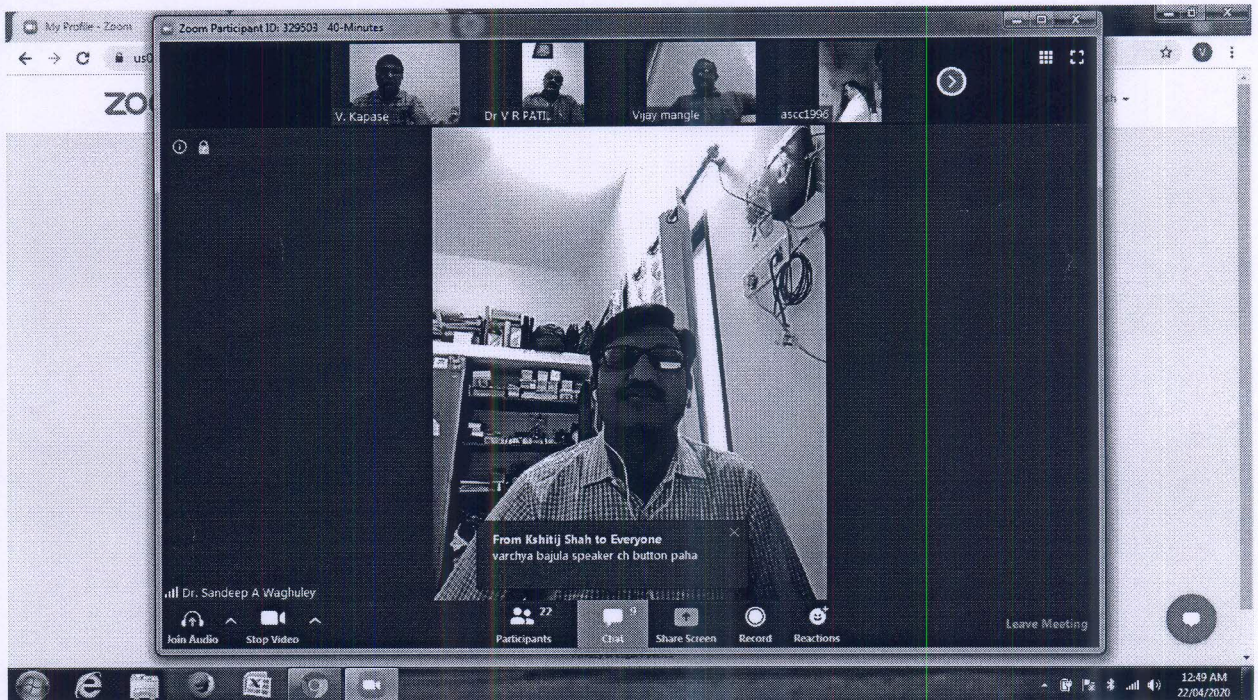 My Profile - Zoom
Zoom Participant ID: 329503 40-Minutes
V. Kapase
Dr V R PATIL
Vijay mangle
ascc1996
From Kshitij Shah to Everyone
varchya bajula speaker ch button paha
Dr. Sandeep A Waghuley
Join Audio
Stop Video
22
Participants
9
Chat
Share Screen
Record
Reactions
Leave Meeting
12:49 AM
22/04/2020